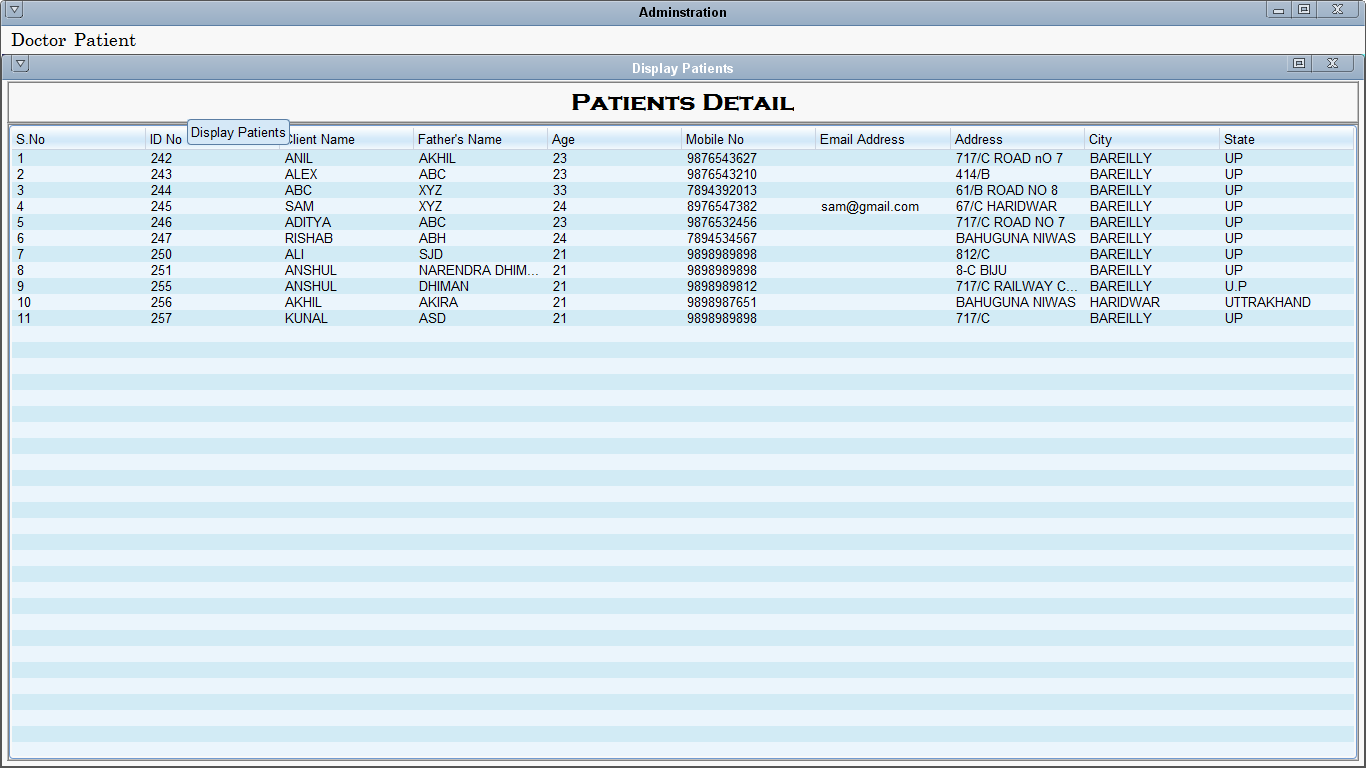 Adminstration
Doctor Patient
Display Patients
PATIENTS DETAIL
Display Patients
S.No ID No Client Name Father's Name Age Mobile No Email Address Address City State
1 242 ANIL AKHIL 23 9876543627 717/C ROAD nO 7 BAREILLY UP
2 243 ALEX ABC 23 9876543210 414/B BAREILLY UP
3 244 ABC XYZ 33 7894392013 61/B ROAD NO 8 BAREILLY UP
4 245 SAM XYZ 24 8976547382 sam@gmail.com 67/C HARIDWAR BAREILLY UP
5 246 ADITYA ABC 23 9876532456 717/C ROAD NO 7 BAREILLY UP
6 247 RISHAB ABH 24 7894534567 BAHUGUNA NIWAS BAREILLY UP
7 250 ALI SJD 21 9898989898 812/C BAREILLY UP
8 251 ANSHUL NARENDRA DHIM... 21 9898989898 8-C BIJU BAREILLY UP
9 255 ANSHUL DHIMAN 21 9898989812 717/C RAILWAY C... BAREILLY U.P
10 256 AKHIL AKIRA 21 9898987651 BAHUGUNA NIWAS HARIDWAR UTTRAKHAND
11 257 KUNAL ASD 21 9898989898 717/C BAREILLY UP